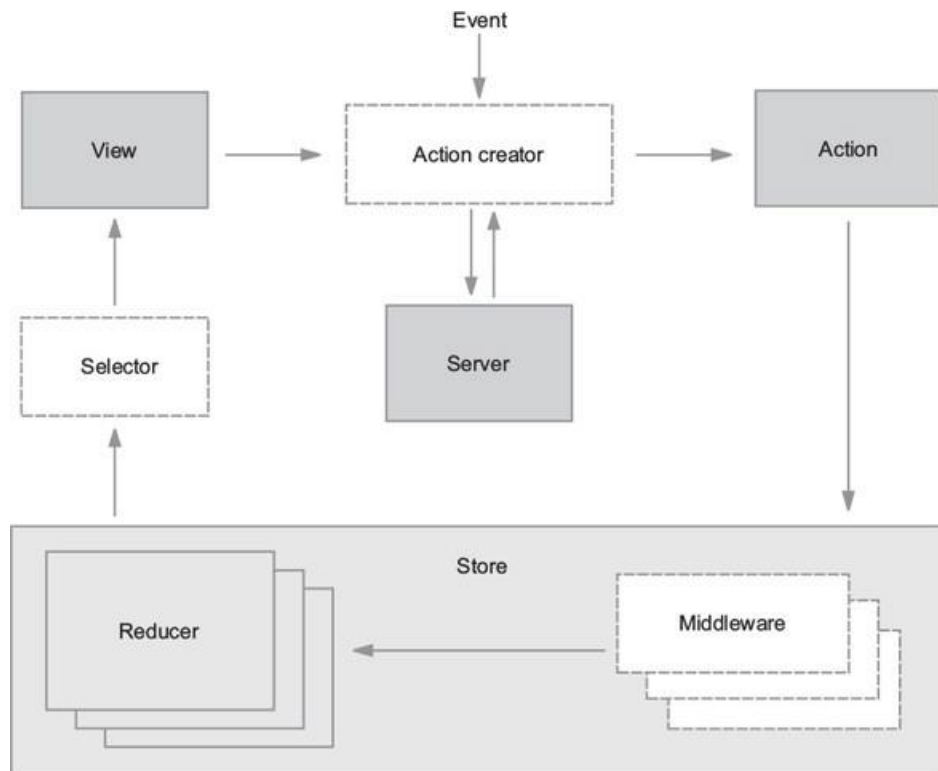 Event
View
Action creator
Action
Selector
Server
Store
Reducer
Middleware